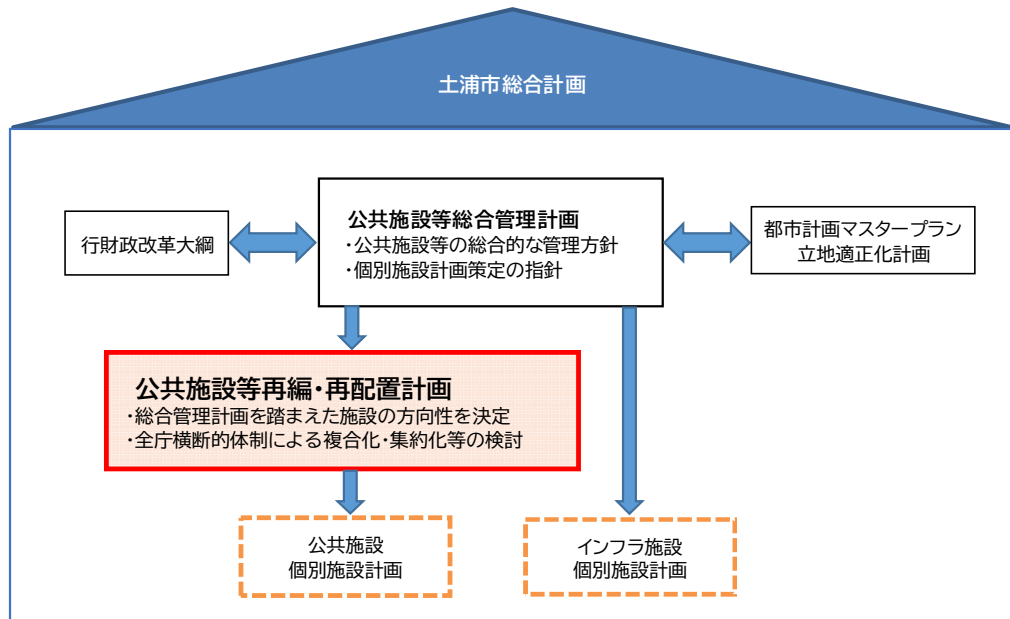 土浦市総合計画
行財政改革大綱
公共施設等総合管理計画
・公共施設等の総合的な管理方針
・個別施設計画策定の指針
都市計画マスタープラン
立地適正化計画
公共施設等再編・再配置計画
・総合管理計画を踏まえた施設の方向性を決定
・全庁横断的体制による複合化・集約化等の検討
公共施設
個別施設計画
インフラ施設
個別施設計画